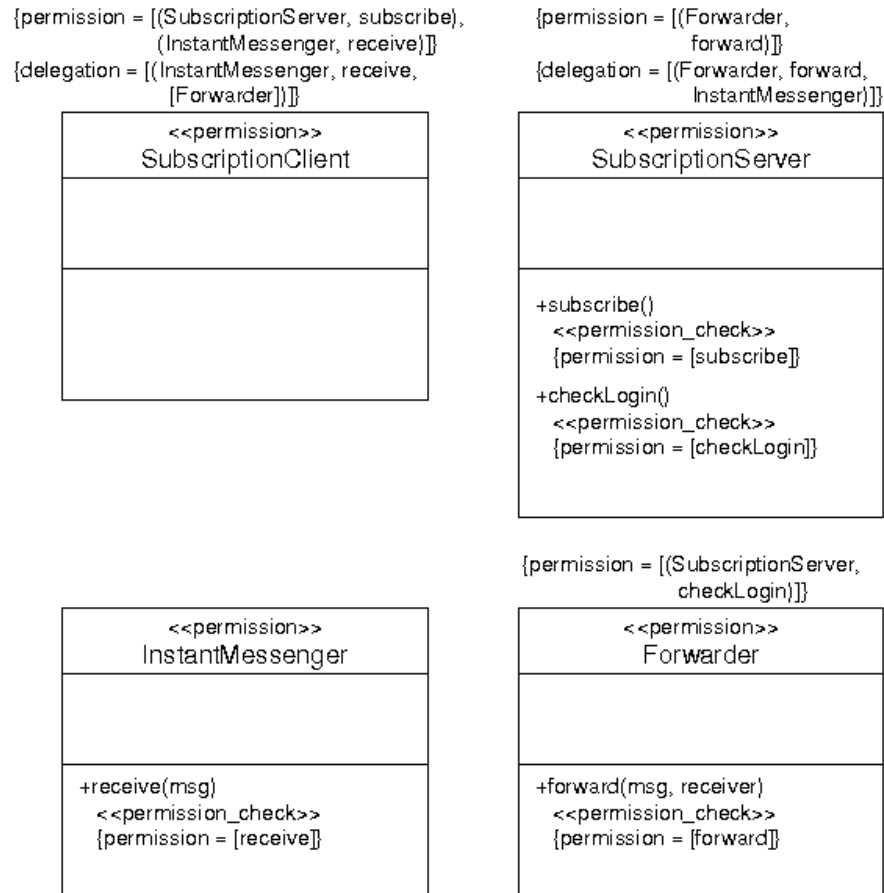 {permission = [(SubscriptionServer, subscribe),
(InstantMessenger, receive)]}
{delegation = [(InstantMessenger, receive,
[Forwarder])]}
<<permission>>
SubscriptionClient
{permission = [(Forwarder,
forward)]}
{delegation = [(Forwarder, forward,
InstantMessenger)]}
<<permission>>
SubscriptionServer
+subscribe()
<<permission_check>>
{permission = [subscribe]}
+checkLogin()
<<permission_check>>
{permission = [checkLogin]}
<<permission>>
InstantMessenger
+receive(msg)
<<permission_check>>
{permission = [receive]}
{permission = [(SubscriptionServer,
checkLogin)]}
<<permission>>
Forwarder
+forward(msg, receiver)
<<permission_check>>
{permission = [forward]}